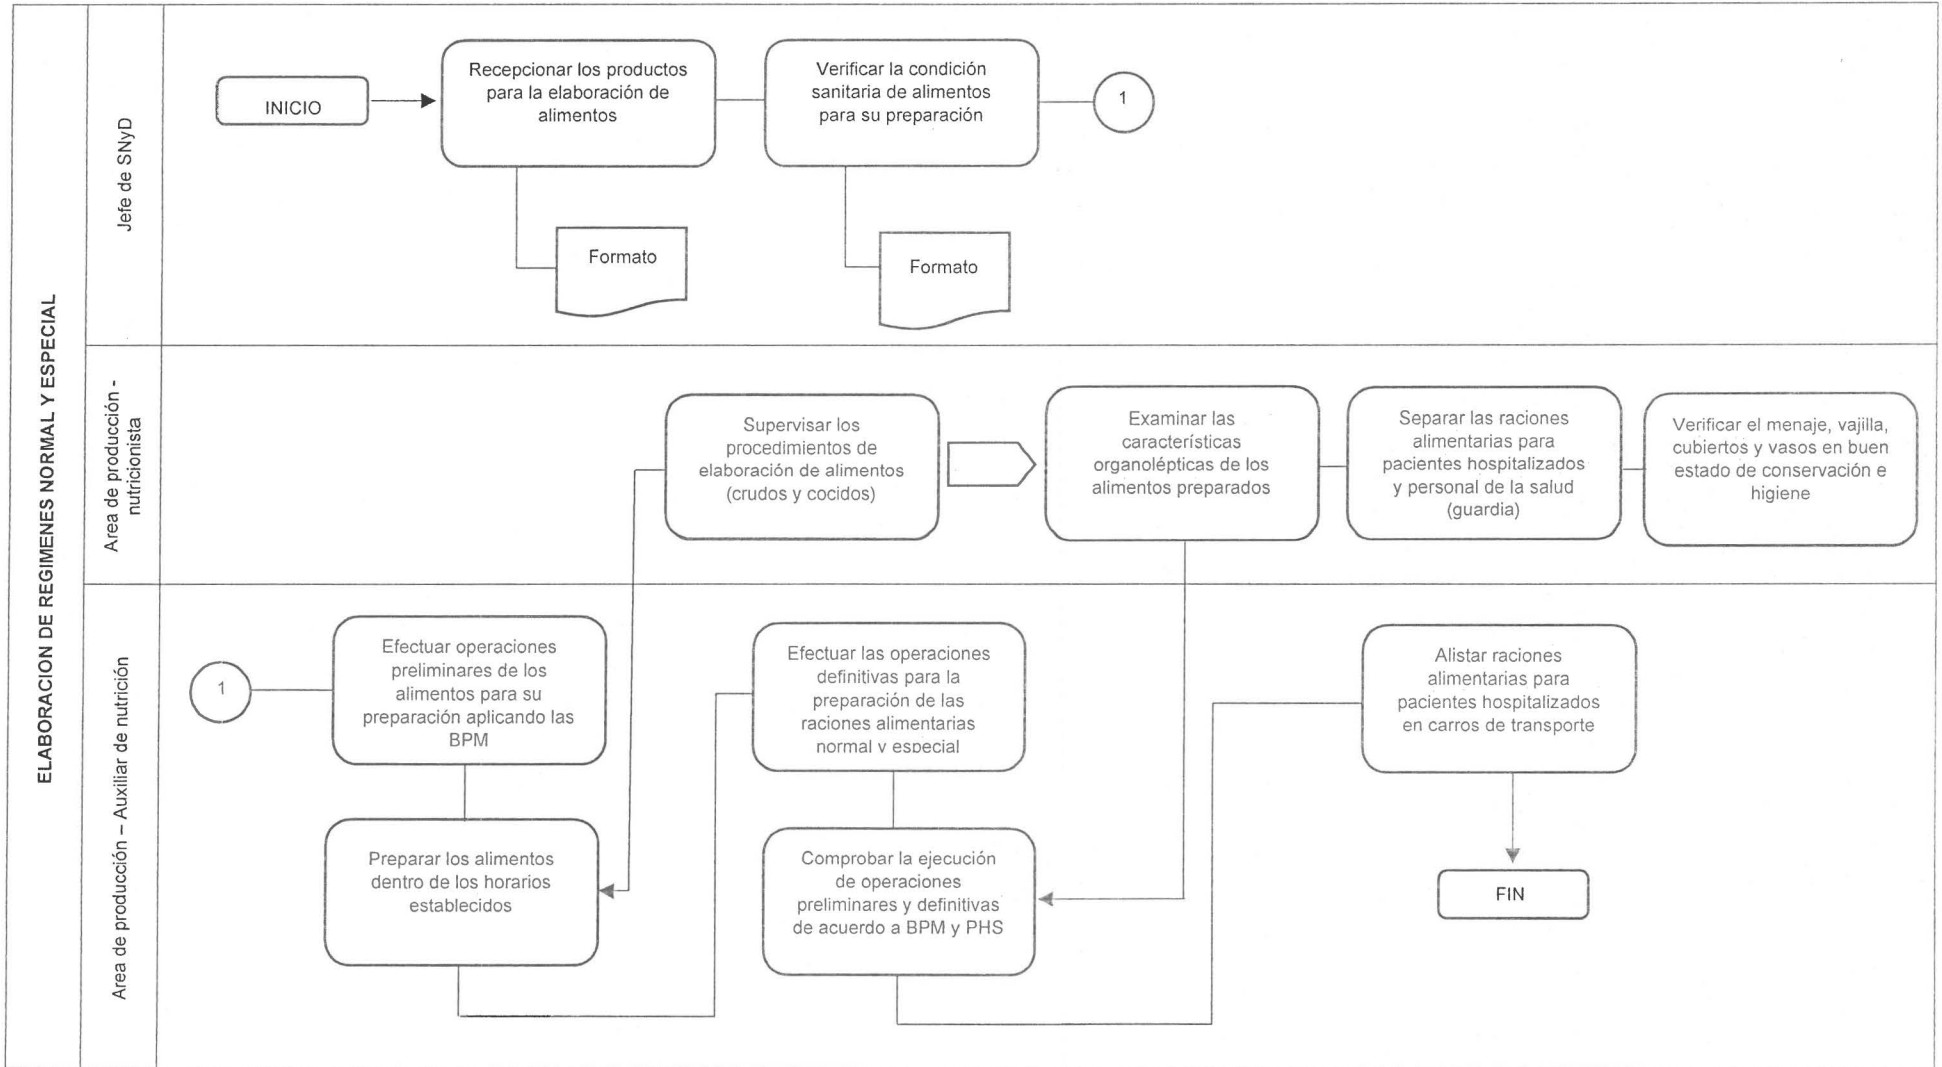 ELABORACION DE REGIMENES NORMAL Y ESPECIAL
Jefe de SNyD
INICIO
Recepcionar los productos
para la elaboración de
alimentos
Verificar la condición
sanitaria de alimentos
para su preparación
1
Formato
Formato
Area de producción -
nutricionista
Supervisar los
procedimientos de
elaboración de alimentos
(crudos y cocidos)
Examinar las
características
organolépticas de los
alimentos preparados
Separar las raciones
alimentarias para
pacientes hospitalizados
y personal de la salud
(guardia)
Verificar el menaje, vajilla,
cubiertos y vasos en buen
estado de conservación e
higiene
Area de producción – Auxiliar de nutrición
1
Efectuar operaciones
preliminares de los
alimentos para su
preparación aplicando las
BPM
Efectuar las operaciones
definitivas para la
preparación de las
raciones alimentarias
normal y especial
Alistar raciones
alimentarias para
pacientes hospitalizados
en carros de transporte
Preparar los alimentos
dentro de los horarios
establecidos
Comprobar la ejecución
de operaciones
preliminares y definitivas
de acuerdo a BPM y PHS
FIN